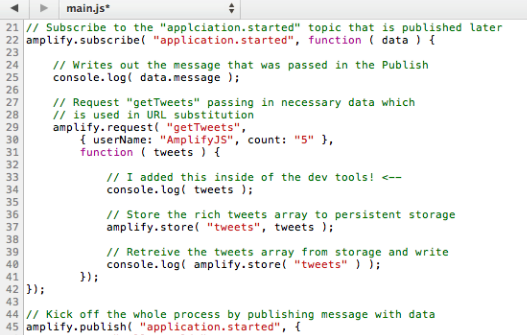 main.js*
21 // Subscribe to the "applciation.started" topic that is published later
22 amplify.subscribe( "application.started", function ( data ) {
23
24     // Writes out the message that was passed in the Publish
25     console.log( data.message );
26
27     // Request "getTweets" passing in necessary data which
28     // is used in URL substitution
29     amplify.request( "getTweets",
30         { userName: "AmplifyJS", count: "5" },
31         function ( tweets ) {
32
33             // I added this inside of the dev tools! <--
34             console.log( tweets );
35
36             // Store the rich tweets array to persistent storage
37             amplify.store( "tweets", tweets );
38
39             // Retreive the tweets array from storage and write
40             console.log( amplify.store( "tweets" ) );
41         });
42 });
43
44 // Kick off the whole process by publishing message with data
45 amplify.publish( "application.started", {